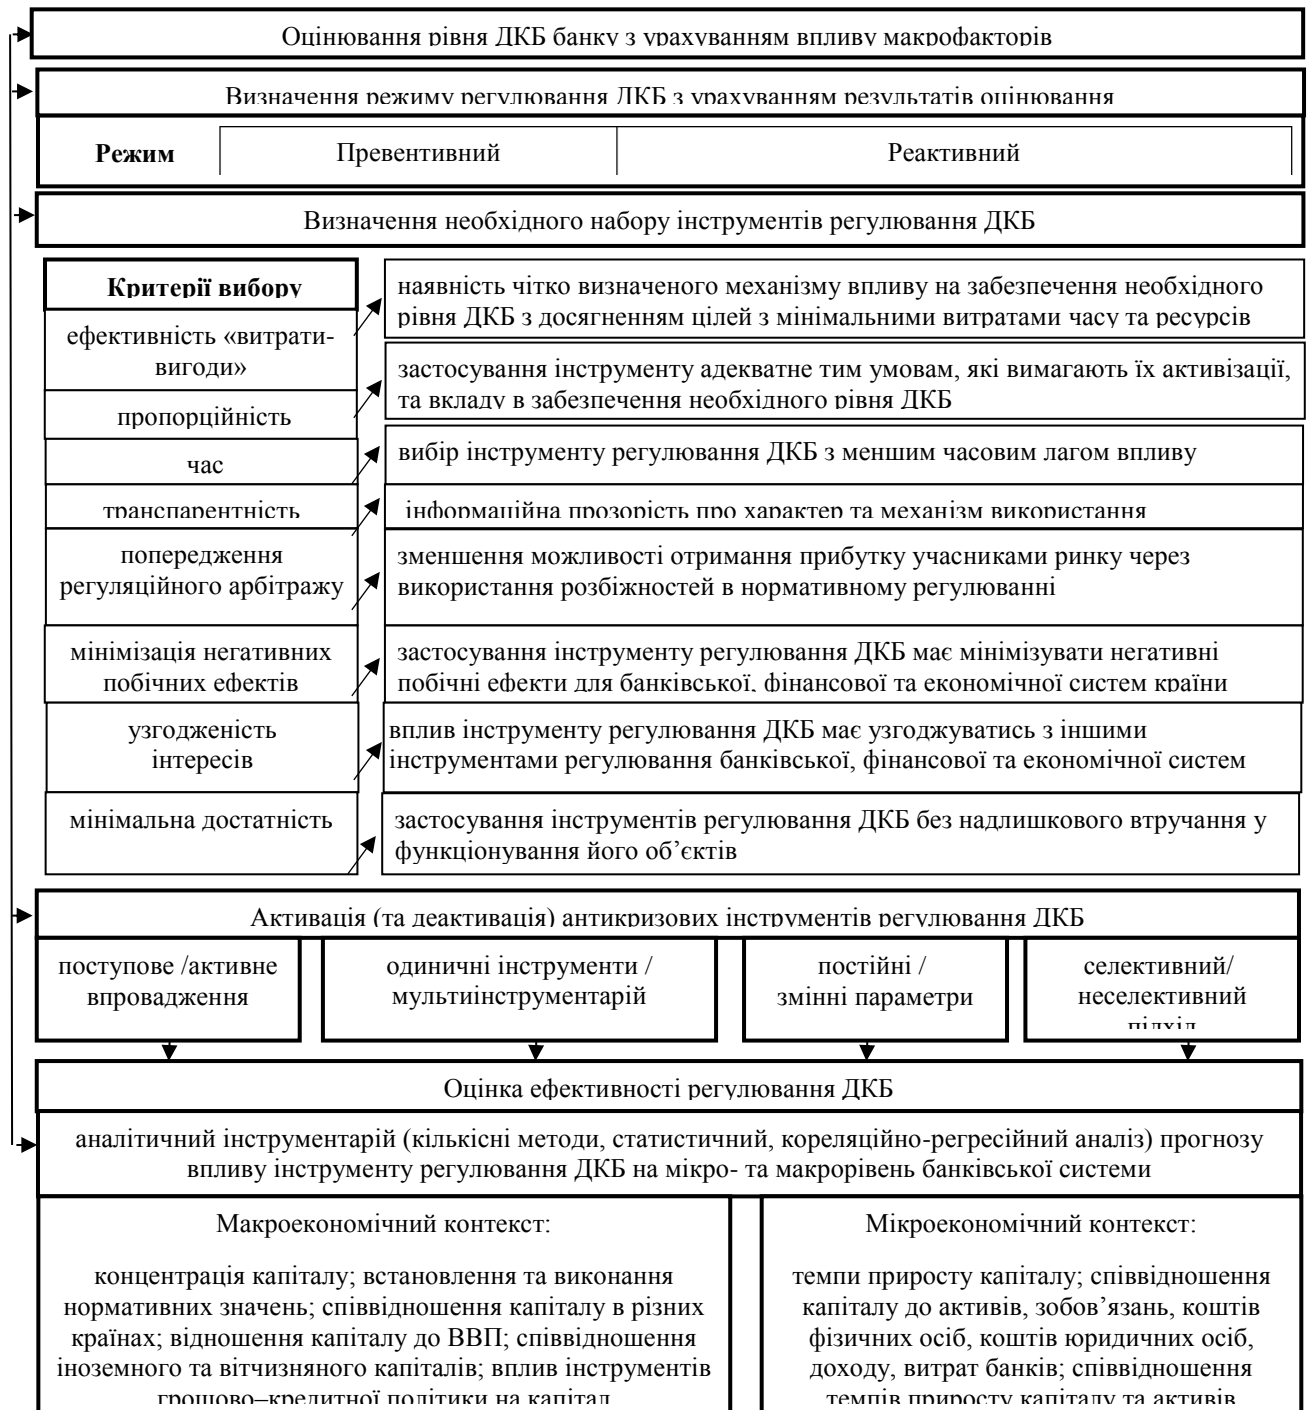 Оцінювання рівня ДКБ банку з урахуванням впливу макрофакторів
Визначення режиму регулювання ДКБ з урахуванням результатів оцінювання
Режим
Превентивний
Реактивний
Визначення необхідного набору інструментів регулювання ДКБ
Критерії вибору
наявність чітко визначеного механізму впливу на забезпечення необхідного
рівня ДКБ з досягненням цілей з мінімальними витратами часу та ресурсів
ефективність «витрати-
вигоди»
застосування інструменту адекватне тим умовам, які вимагають їх активізації,
та вкладу в забезпечення необхідного рівня ДКБ
пропорційність
вибір інструменту регулювання ДКБ з меншим часовим лагом впливу
час
транспарентність
інформаційна прозорість про характер та механізм використання
попередження
регуляційного арбітражу
зменшення можливості отримання прибутку учасниками ринку через
використання розбіжностей в нормативному регулюванні
мінімізація негативних
побічних ефектів
застосування інструменту регулювання ДКБ має мінімізувати негативні
побічні ефекти для банківської, фінансової та економічної систем країни
узгодженість
інтересів
вплив інструменту регулювання ДКБ має узгоджуватись з іншими
інструментами регулювання банківської, фінансової та економічної систем
мінімальна достатність
застосування інструментів регулювання ДКБ без надлишкового втручання у
функціонування його об’єктів
Активація (та деактивація) антикризових інструментів регулювання ДКБ
поступове /активне
впровадження
одиничні інструменти /
мультиінструментарій
постійні /
змінні параметри
селективний/
неселективний
підхід
Оцінка ефективності регулювання ДКБ
аналітичний інструментарій (кількісні методи, статистичний, кореляційно-регресійний аналіз) прогнозу
впливу інструменту регулювання ДКБ на мікро- та макрорівень банківської системи
Макроекономічний контекст:
концентрація капіталу; встановлення та виконання
нормативних значень; співвідношення капіталу в різних
країнах; відношення капіталу до ВВП; співвідношення
іноземного та вітчизняного капіталів; вплив інструментів
грошово–кредитної політики на капітал
Мікроекономічний контекст:
темпи приросту капіталу; співвідношення
капіталу до активів, зобов’язань, коштів
фізичних осіб, коштів юридичних осіб,
доходу, витрат банків; співвідношення
темпів приросту капіталу та активів